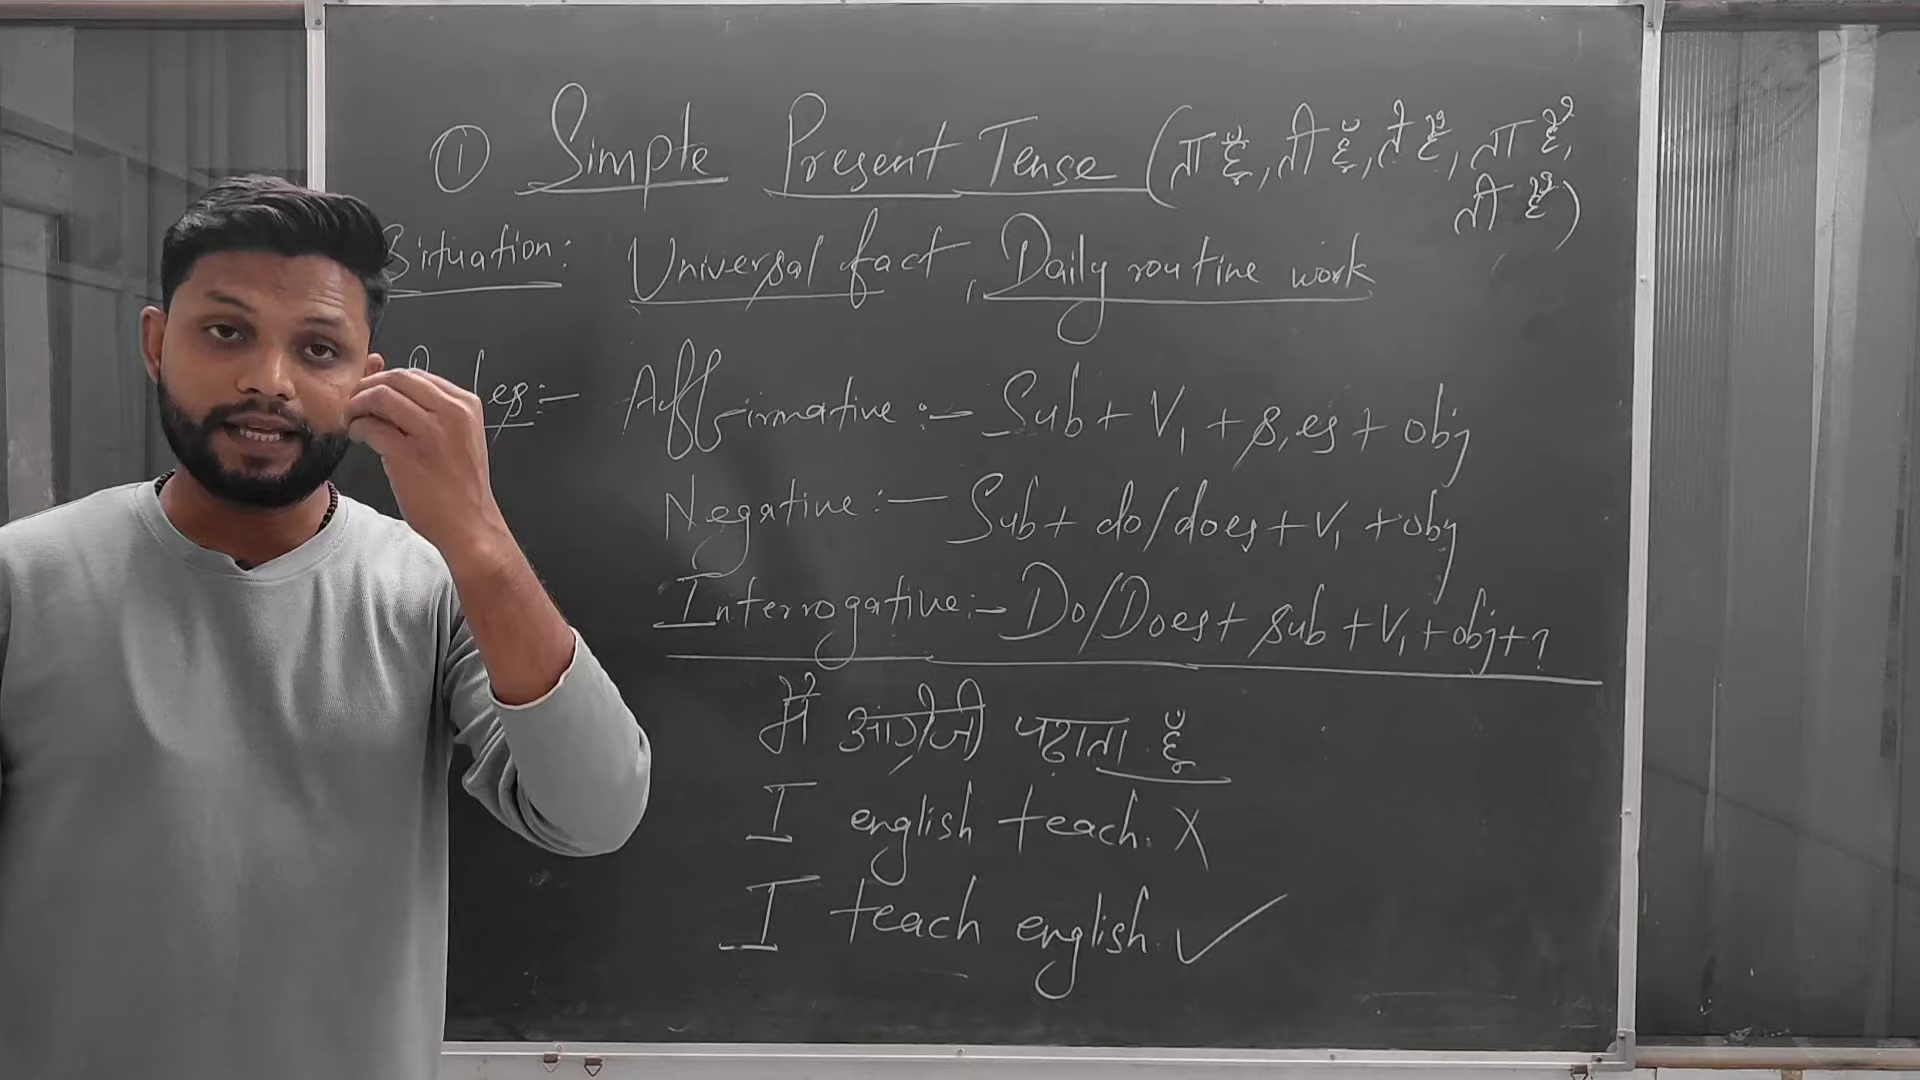 ① Simple Present Tense (ता हूँ, ती हूँ, ते हैं, ता है,
ती है)
Situation: Universal fact, Daily routine work
Rules:- Affirmative:- Sub + V₁ + s, es + obj
Negative:- Sub + do/does + V₁ + obj
Interrogative:- Do/Does + sub + V₁ + obj + ?
मैं अंग्रेजी पढ़ाता हूँ
I english teach. X
I teach english. ✓